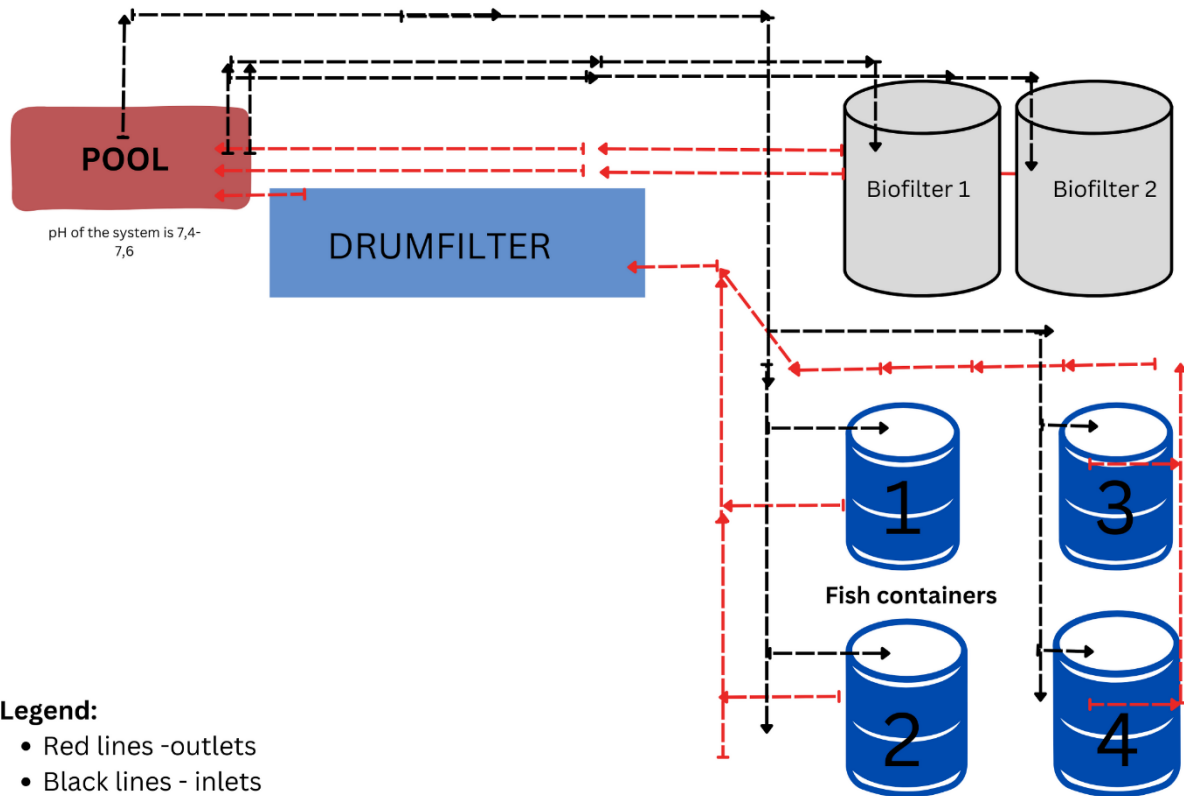 POOL
pH of the system is 7,4-
7,6
DRUMFILTER
Biofilter 1
Biofilter 2
1
3
Fish containers
2
4
Legend:
• Red lines -outlets
• Black lines - inlets